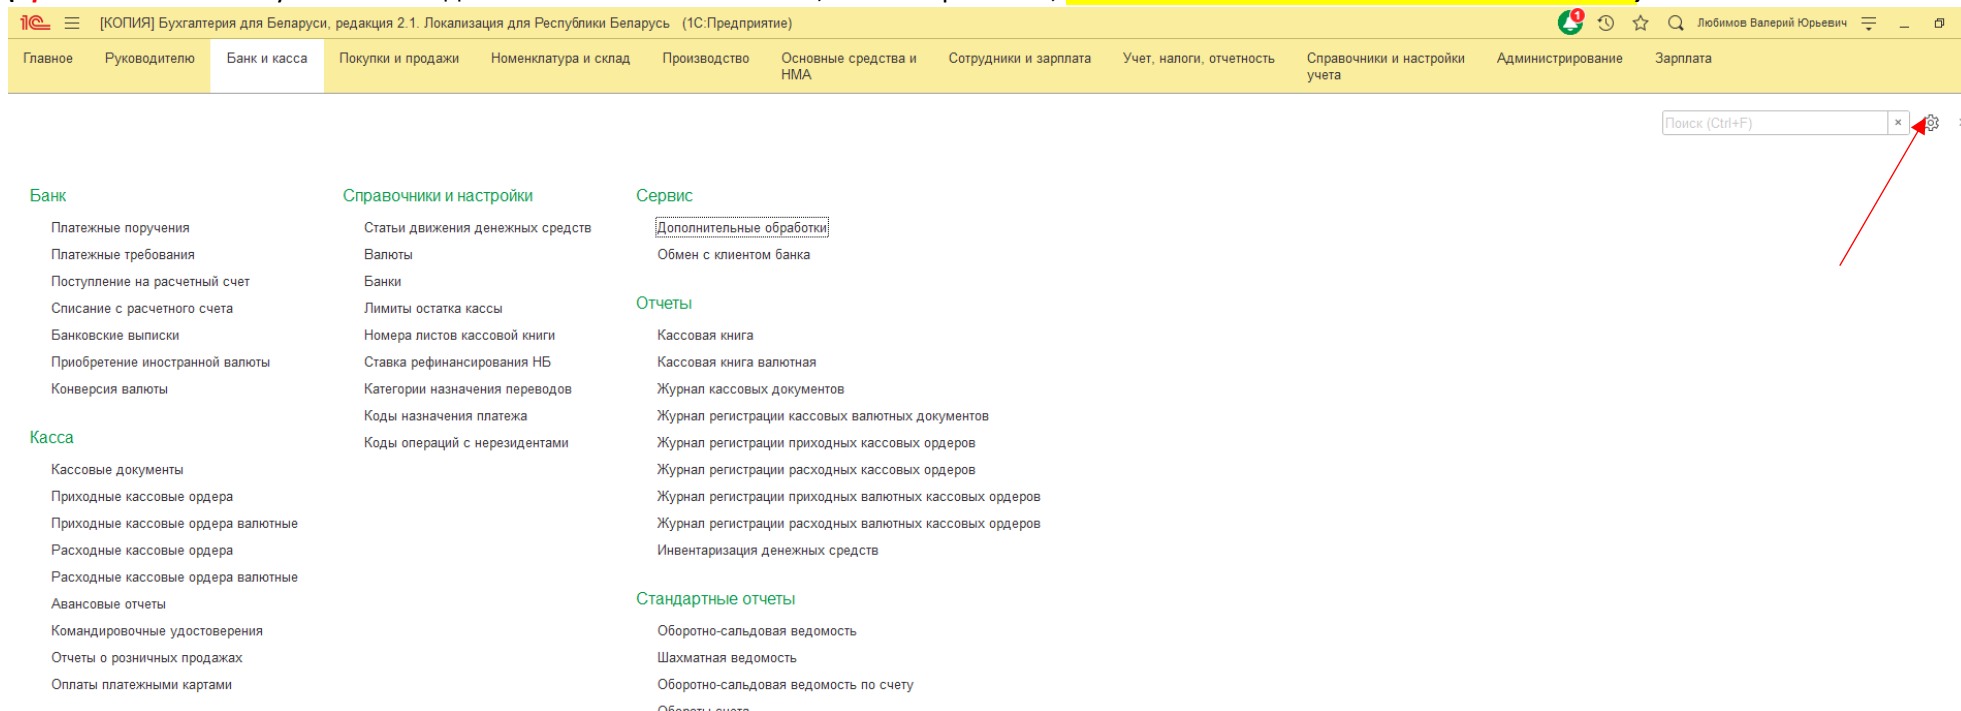 1С [КОПИЯ] Бухгалтерия для Беларуси, редакция 2.1. Локализация для Республики Беларусь (1С:Предприятие) 1 Любимов Валерий Юрьевич
Главное Руководителю Банк и касса Покупки и продажи Номенклатура и склад Производство Основные средства и НМА Сотрудники и зарплата Учет, налоги, отчетность Справочники и настройки учета Администрирование Зарплата
Поиск (Ctrl+F) ×
Банк
Платежные поручения
Платежные требования
Поступление на расчетный счет
Списание с расчетного счета
Банковские выписки
Приобретение иностранной валюты
Конверсия валюты
Касса
Кассовые документы
Приходные кассовые ордера
Приходные кассовые ордера валютные
Расходные кассовые ордера
Расходные кассовые ордера валютные
Авансовые отчеты
Командировочные удостоверения
Отчеты о розничных продажах
Оплаты платежными картами
Справочники и настройки
Статьи движения денежных средств
Валюты
Банки
Лимиты остатка кассы
Номера листов кассовой книги
Ставка рефинансирования НБ
Категории назначения переводов
Коды назначения платежа
Коды операций с нерезидентами
Сервис
Дополнительные обработки
Обмен с клиентом банка
Отчеты
Кассовая книга
Кассовая книга валютная
Журнал кассовых документов
Журнал регистрации кассовых валютных документов
Журнал регистрации приходных кассовых ордеров
Журнал регистрации расходных кассовых ордеров
Журнал регистрации приходных валютных кассовых ордеров
Журнал регистрации расходных валютных кассовых ордеров
Инвентаризация денежных средств
Стандартные отчеты
Оборотно-сальдовая ведомость
Шахматная ведомость
Оборотно-сальдовая ведомость по счету
Обороты счета